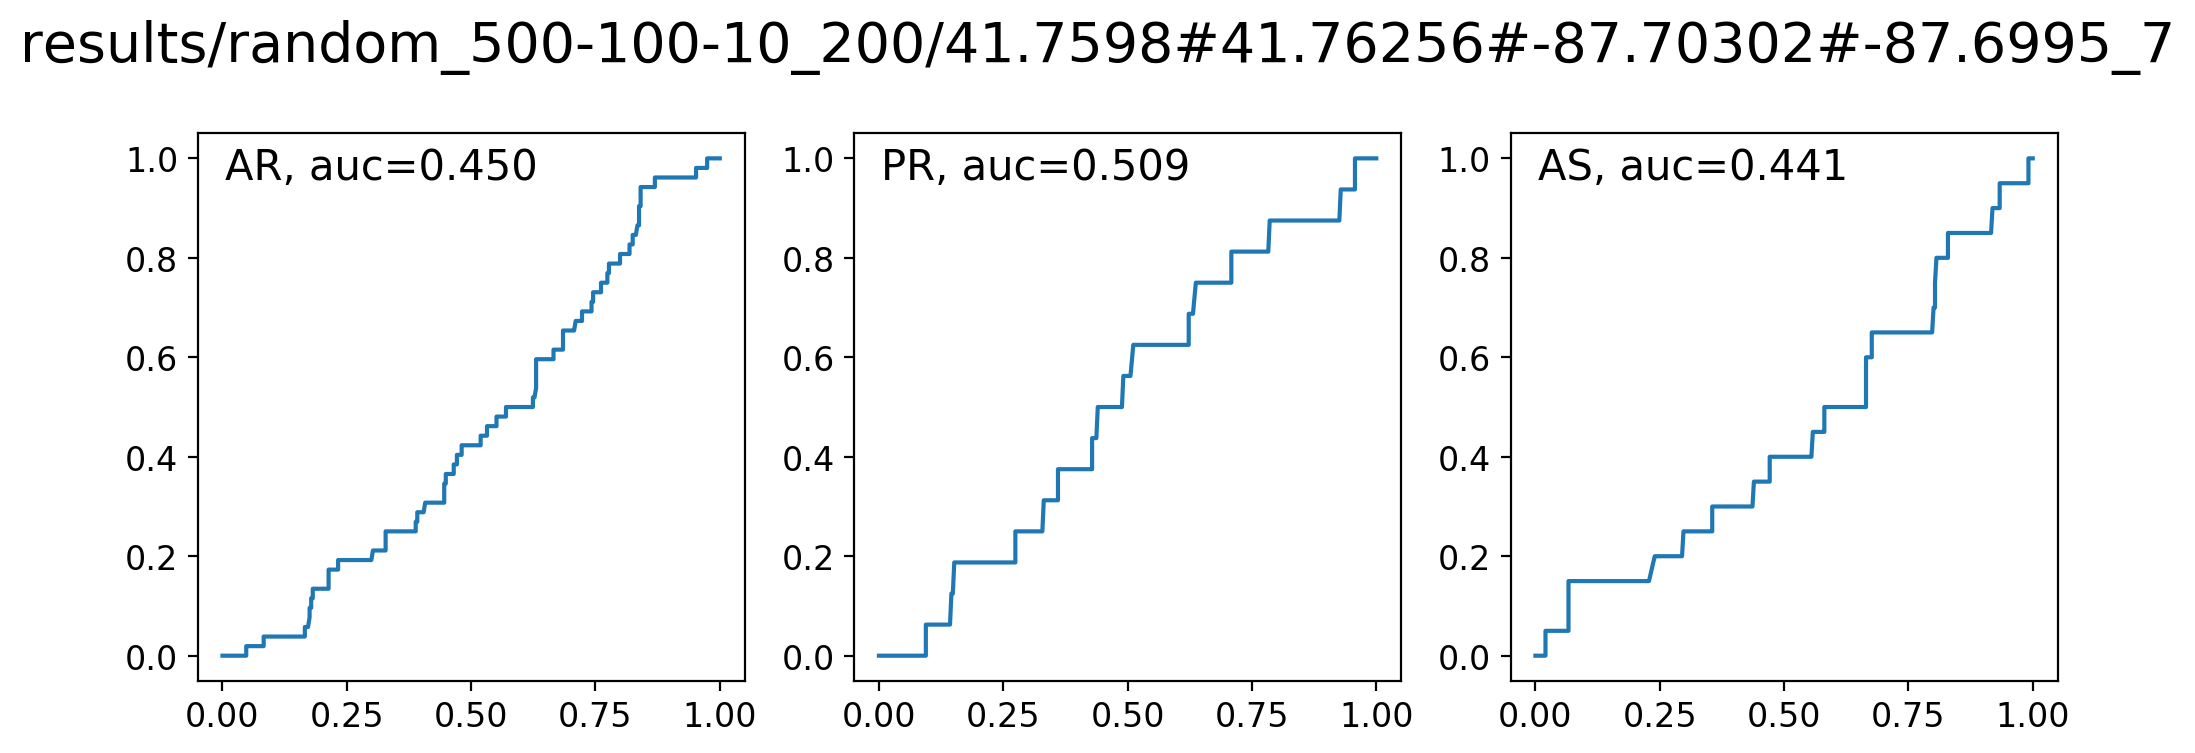 results/random_500-100-10_200/41.7598#41.76256#-87.70302#-87.6995_7
AR, auc=0.450
1.0
0.8
0.6
0.4
0.2
0.0
0.00 0.25 0.50 0.75 1.00
PR, auc=0.509
1.0
0.8
0.6
0.4
0.2
0.0
0.00 0.25 0.50 0.75 1.00
AS, auc=0.441
1.0
0.8
0.6
0.4
0.2
0.0
0.00 0.25 0.50 0.75 1.00